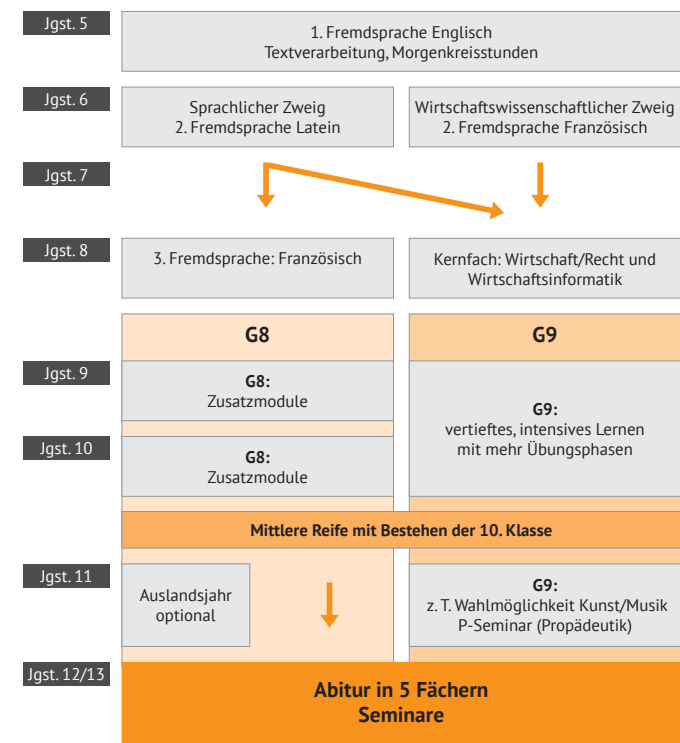 Jgst. 5
1. Fremdsprache Englisch
Textverarbeitung, Morgenkreisstunden
Jgst. 6
Sprachlicher Zweig
2. Fremdsprache Latein
Wirtschaftswissenschaftlicher Zweig
2. Fremdsprache Französisch
Jgst. 7
Jgst. 8
3. Fremdsprache: Französisch
Kernfach: Wirtschaft/Recht und
Wirtschaftsinformatik
G8
G9
Jgst. 9
G8:
Zusatzmodule
G9:
vertieftes, intensives Lernen
mit mehr Übungsphasen
Jgst. 10
G8:
Zusatzmodule
Mittlere Reife mit Bestehen der 10. Klasse
Jgst. 11
Auslandsjahr
optional
G9:
z. T. Wahlmöglichkeit Kunst/Musik
P-Seminar (Propädeutik)
Jgst. 12/13
Abitur in 5 Fächern
Seminare